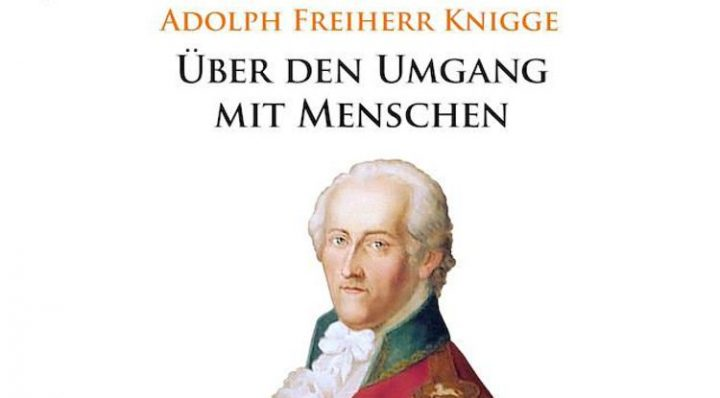 ADOLPH FREIHERR KNIGGE
ÜBER DEN UMGANG
MIT MENSCHEN